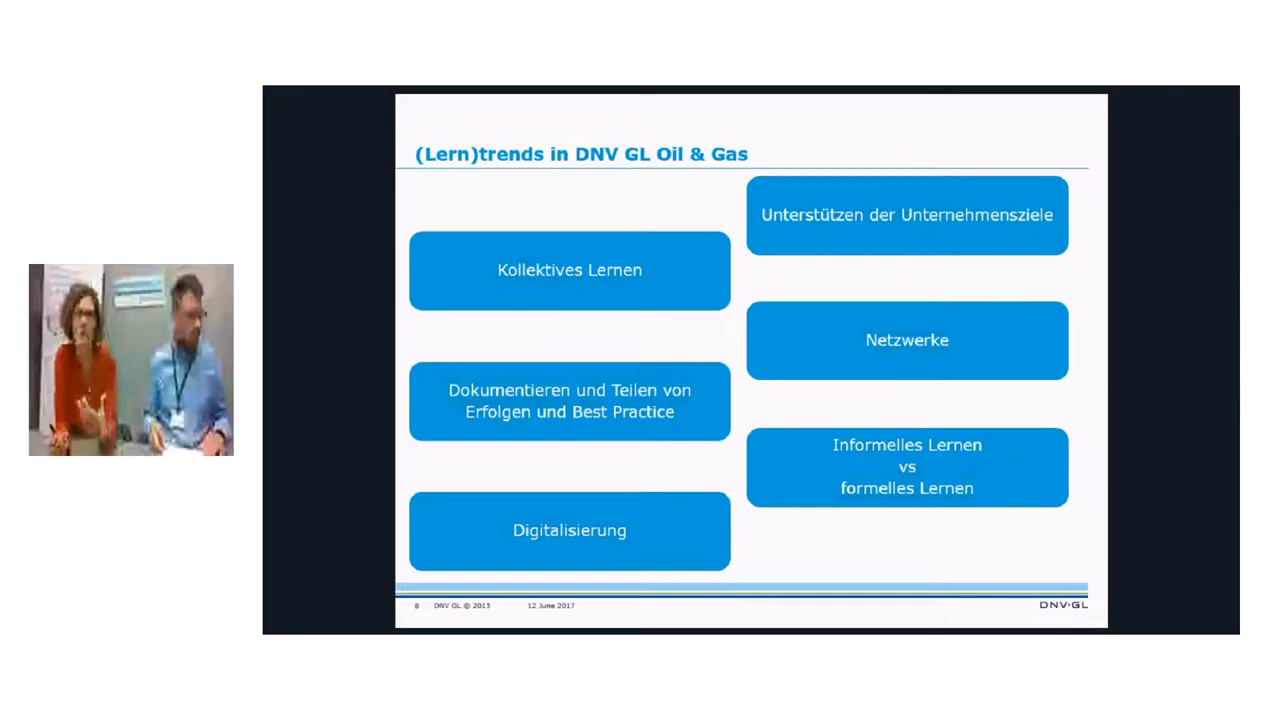 (Lern)trends in DNV GL Oil & Gas
Unterstützen der Unternehmensziele
Kollektives Lernen
Netzwerke
Dokumentieren und Teilen von
Erfolgen und Best Practice
Informelles Lernen
vs
formelles Lernen
Digitalisierung
8 DNV GL © 2013 12 June 2017
DNV·GL